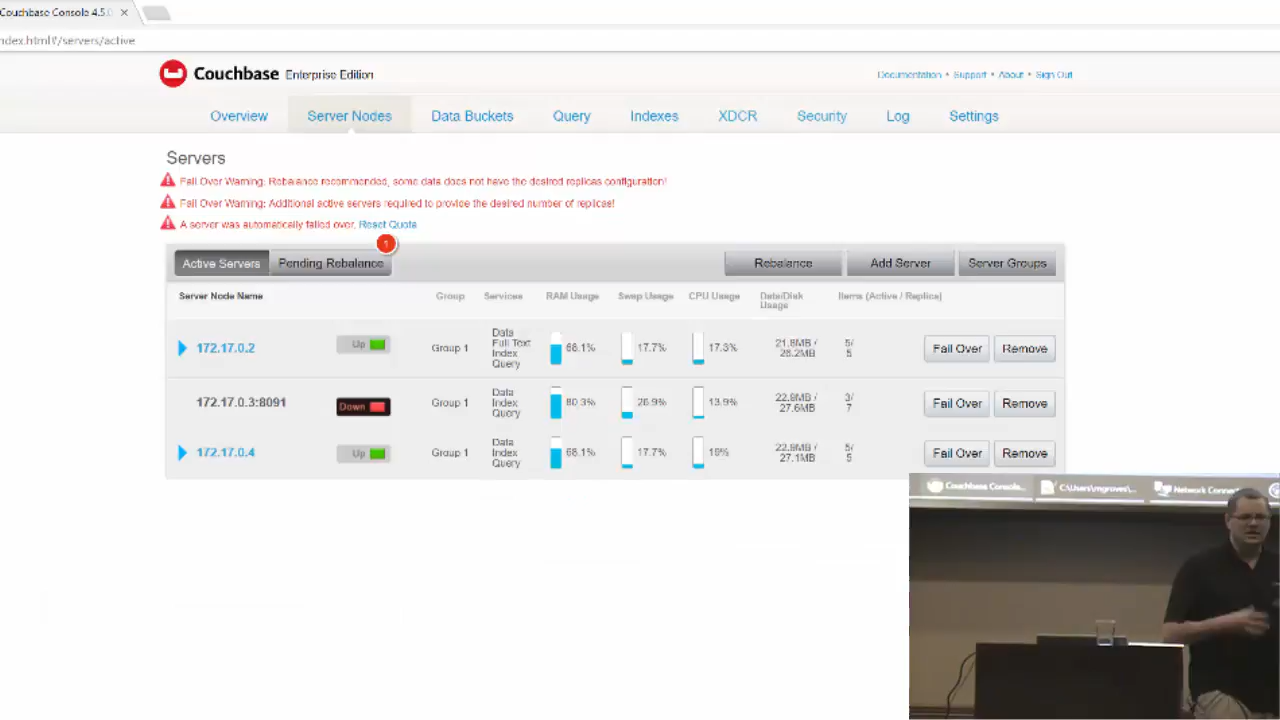 Couchbase Console 4.5.0
ndex.html#/servers/active
Couchbase Enterprise Edition
Documentation • Support • About • Sign Out
Overview Server Nodes Data Buckets Query Indexes XDCR Security Log Settings
Servers
Fail Over Warning: Rebalance recommended, some data does not have the desired replicas configuration!
Fail Over Warning: Additional active servers required to provide the desired number of replicas!
A server was automatically failed over. Reset Quota
1
Active Servers Pending Rebalance Rebalance Add Server Server Groups
Server Node Name Group Services RAM Usage Swap Usage CPU Usage Data/Disk Usage Items (Active / Replica)
172.17.0.2 Up Group 1 Data Full Text Index Query 68.1% 17.7% 17.3% 21.8MB / 26.2MB 5/ 5 Fail Over Remove
172.17.0.3:8091 Down Group 1 Data Index Query 80.3% 26.9% 13.9% 22.9MB / 27.6MB 3/ 7 Fail Over Remove
172.17.0.4 Up Group 1 Data Index Query 68.1% 17.7% 19% 22.9MB / 27.1MB 5/ 5 Fail Over Remove
Couchbase Console... C:\Users\mgroves\... Network Connect